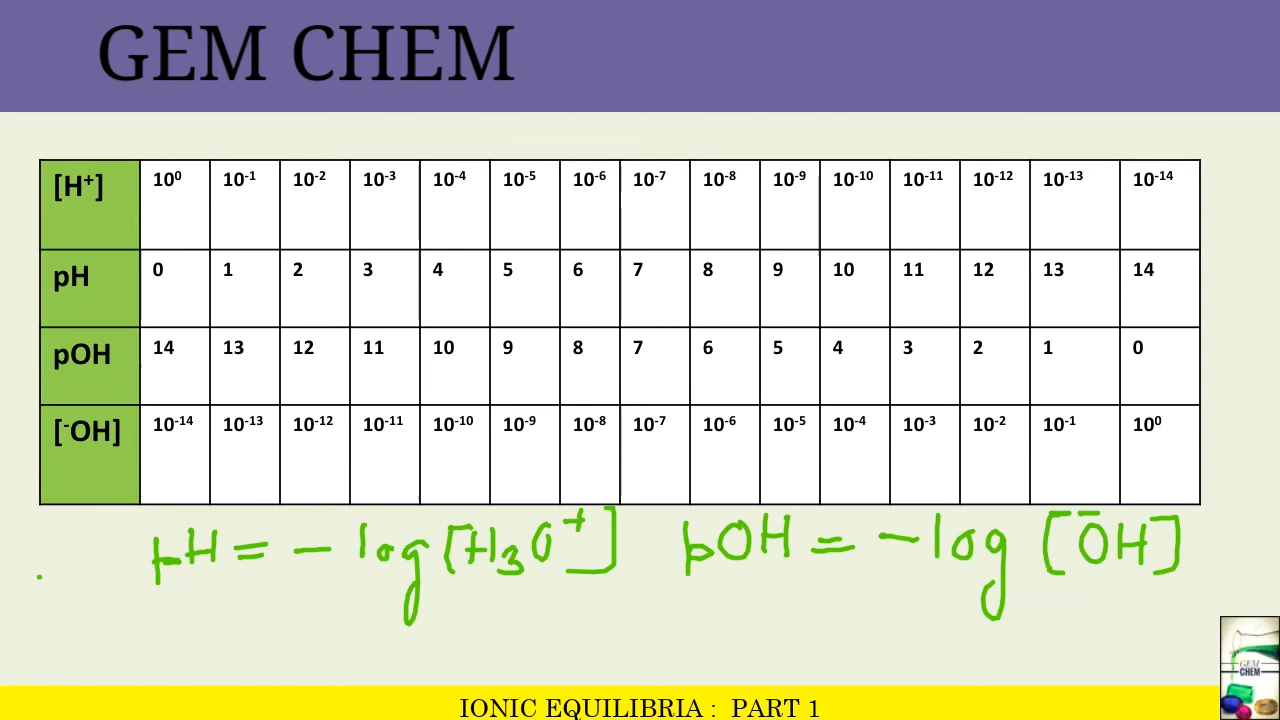 GEM CHEM
[H⁺] 10⁰ 10⁻¹ 10⁻² 10⁻³ 10⁻⁴ 10⁻⁵ 10⁻⁶ 10⁻⁷ 10⁻⁸ 10⁻⁹ 10⁻¹⁰ 10⁻¹¹ 10⁻¹² 10⁻¹³ 10⁻¹⁴
pH 0 1 2 3 4 5 6 7 8 9 10 11 12 13 14
pOH 14 13 12 11 10 9 8 7 6 5 4 3 2 1 0
[⁻OH] 10⁻¹⁴ 10⁻¹³ 10⁻¹² 10⁻¹¹ 10⁻¹⁰ 10⁻⁹ 10⁻⁸ 10⁻⁷ 10⁻⁶ 10⁻⁵ 10⁻⁴ 10⁻³ 10⁻² 10⁻¹ 10⁰
pH = - log [H₃O⁺] pOH = - log [ŌH]
GEM
CHEM
IONIC EQUILIBRIA : PART 1